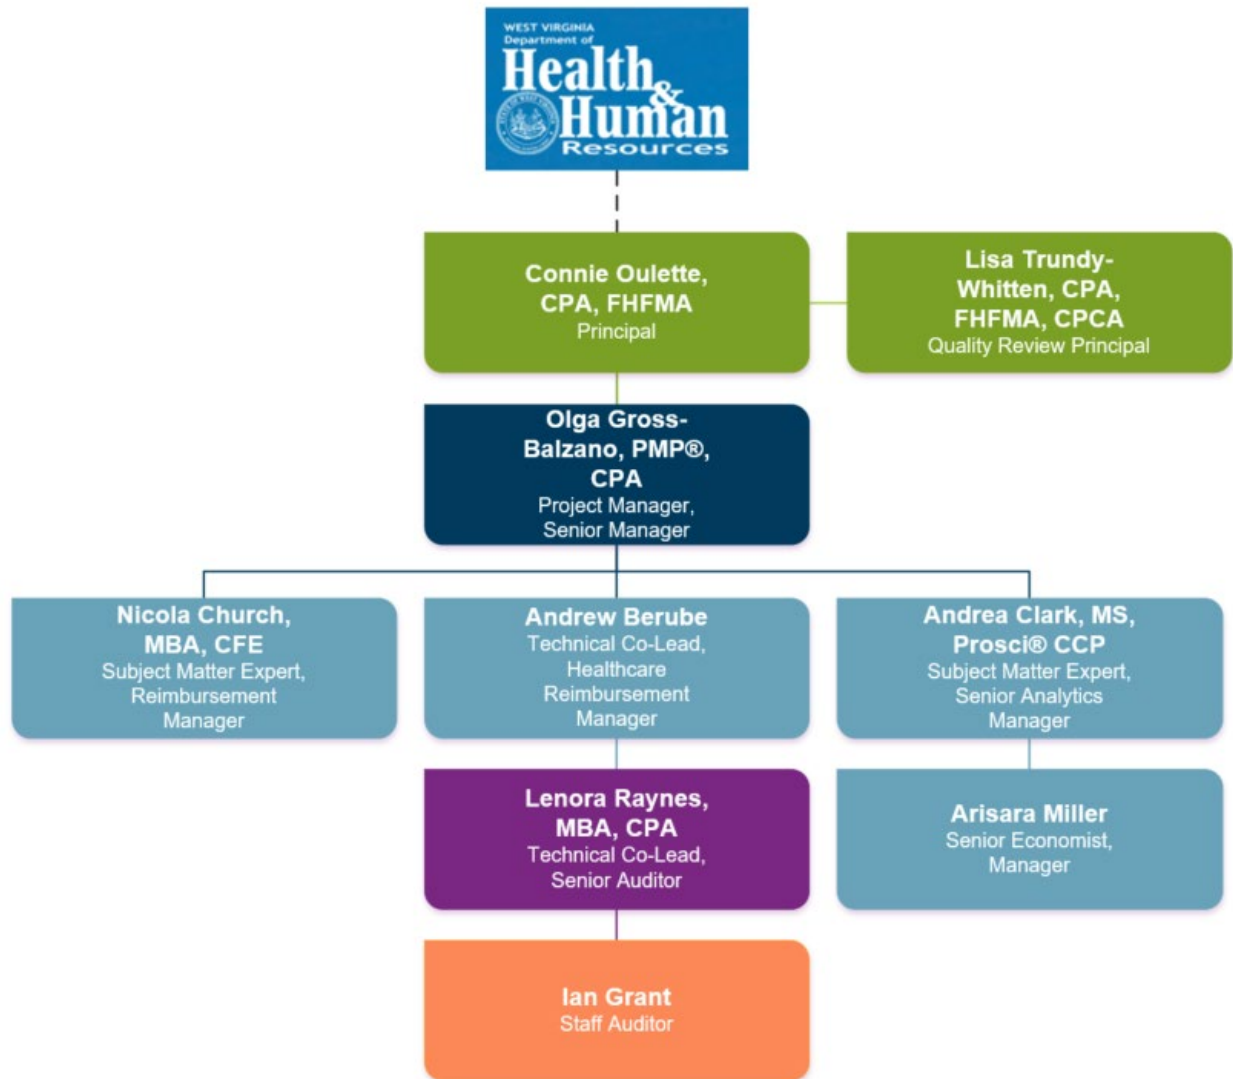 WEST VIRGINIA
Department of
Health &
Human
Resources
Connie Oulette,
CPA, FHFMA
Principal
Lisa Trundy-
Whitten, CPA,
FHFMA, CPCA
Quality Review Principal
Olga Gross-
Balzano, PMP®,
CPA
Project Manager,
Senior Manager
Nicola Church,
MBA, CFE
Subject Matter Expert,
Reimbursement
Manager
Andrew Berube
Technical Co-Lead,
Healthcare
Reimbursement
Manager
Andrea Clark, MS,
Prosci® CCP
Subject Matter Expert,
Senior Analytics
Manager
Lenora Raynes,
MBA, CPA
Technical Co-Lead,
Senior Auditor
Arisara Miller
Senior Economist,
Manager
Ian Grant
Staff Auditor